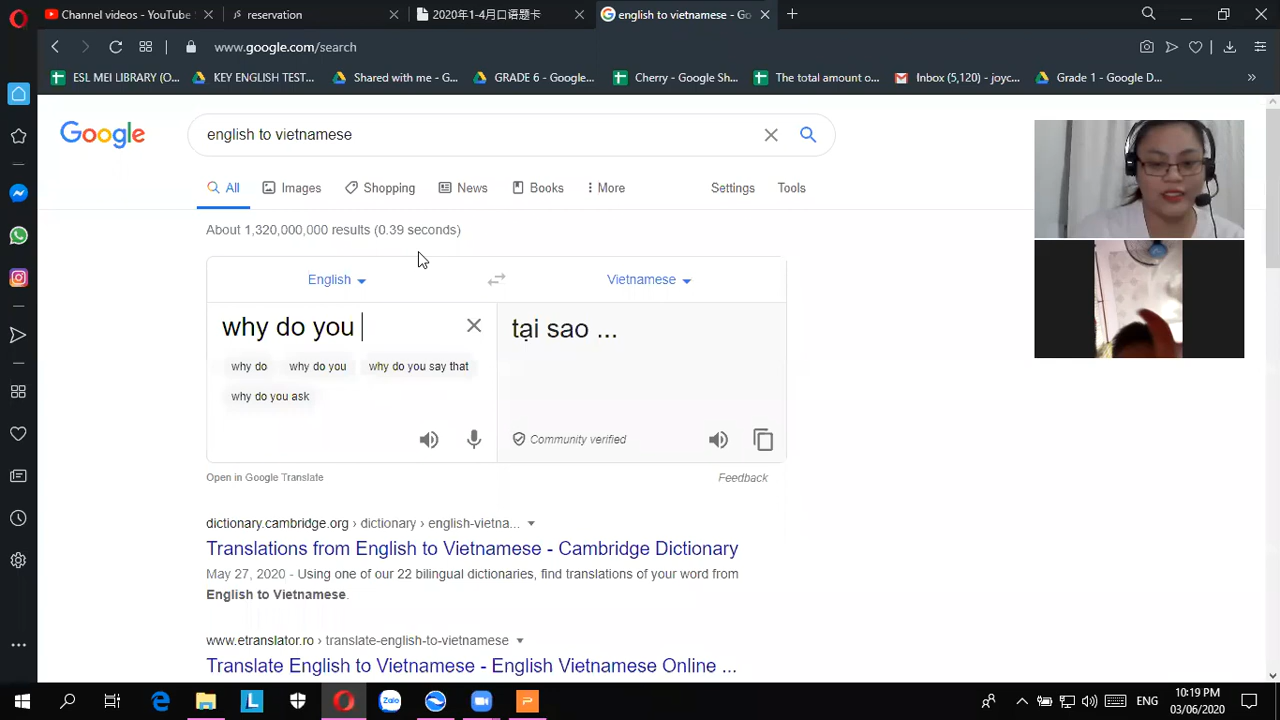 Channel videos - YouTube
reservation
2020年1-4月口语题卡
english to vietnamese - Go
www.google.com/search
ESL MEI LIBRARY (O...
KEY ENGLISH TEST...
Shared with me - G...
GRADE 6 - Google...
Cherry - Google Sh...
The total amount o...
Inbox (5,120) - joyc...
Grade 1 - Google D...
»
Google
english to vietnamese
All
Images
Shopping
News
Books
More
Settings
Tools
About 1,320,000,000 results (0.39 seconds)
English
Vietnamese
why do you
tại sao ...
why do
why do you
why do you say that
why do you ask
Community verified
Open in Google Translate
Feedback
dictionary.cambridge.org › dictionary › english-vietna...
Translations from English to Vietnamese - Cambridge Dictionary
May 27, 2020 - Using one of our 22 bilingual dictionaries, find translations of your word from
English to Vietnamese.
www.etranslator.ro › translate-english-to-vietnamese
Translate English to Vietnamese - English Vietnamese Online ...
Zalo
ENG
10:19 PM
03/06/2020